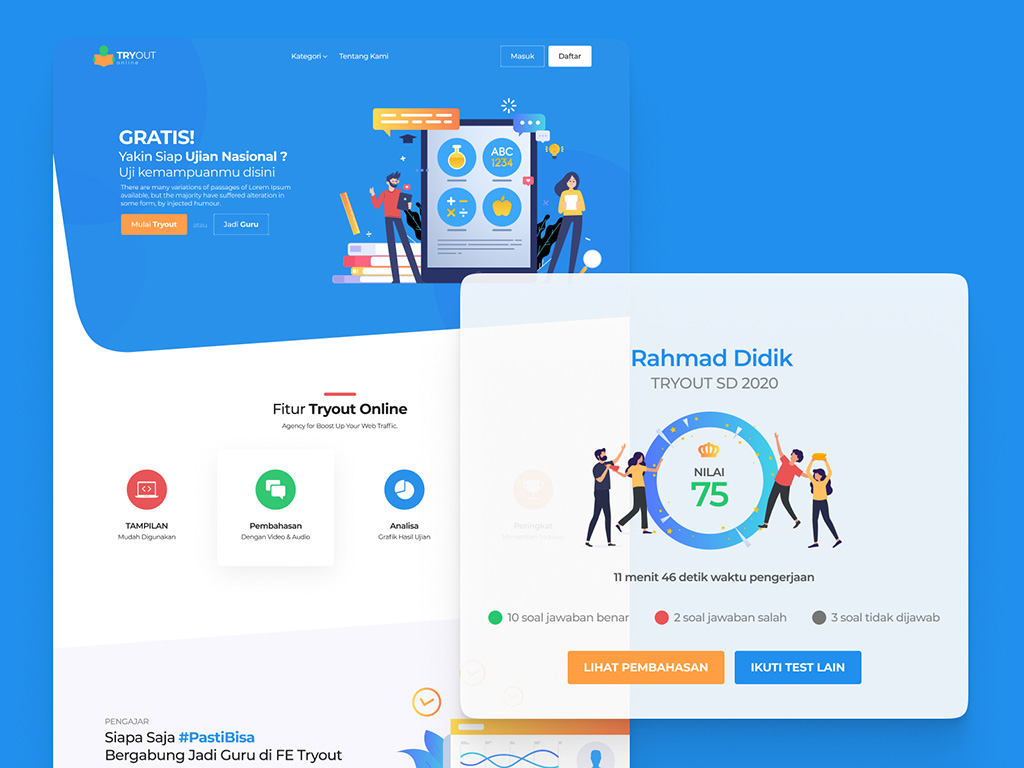 TRYOUT
online
Kategori
Tentang Kami
Masuk
Daftar
GRATIS!
Yakin Siap Ujian Nasional ?
Uji kemampuanmu disini
There are many variations of passages of Lorem Ipsum
available, but the majority have suffered alteration in
some form, by injected humour.
Mulai Tryout
atau
Jadi Guru
ABC
1234
Fitur Tryout Online
Agency for Boost Up Your Web Traffic.
TAMPILAN
Mudah Digunakan
Pembahasan
Dengan Video & Audio
Analisa
Grafik Hasil Ujian
Peringkat
PENGAJAR
Siapa Saja #PastiBisa
Bergabung Jadi Guru di FE Tryout
Rahmad Didik
TRYOUT SD 2020
NILAI
75
11 menit 46 detik waktu pengerjaan
10 soal jawaban benar
2 soal jawaban salah
3 soal tidak dijawab
LIHAT PEMBAHASAN
IKUTI TEST LAIN